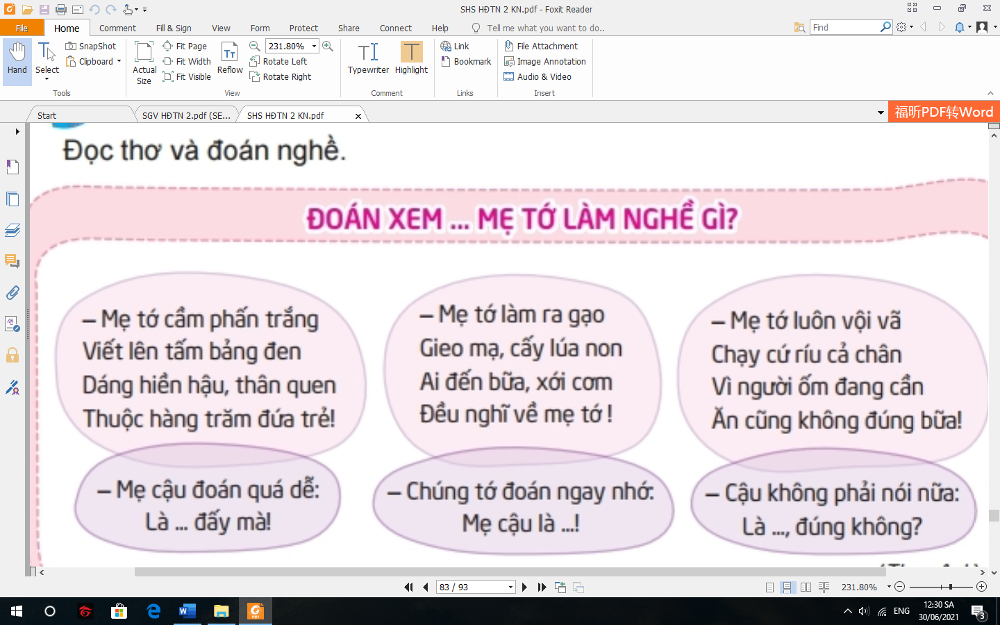 SHS HĐTN 2 KN.pdf - Foxit Reader
File Home Comment Fill & Sign View Form Protect Share Connect Help Tell me what you want to do.. Find
Hand
Select
SnapShot
Clipboard
Tools
Actual Size
Fit Page
Fit Width
Fit Visible
Reflow
231.80%
Rotate Left
Rotate Right
View
Typewriter
Highlight
Comment
Link
Bookmark
Links
File Attachment
Image Annotation
Audio & Video
Insert
Start SGV HĐTN 2.pdf (SE... SHS HĐTN 2 KN.pdf
福昕PDF转Word
Đọc thơ và đoán nghề.
ĐOÁN XEM ... MẸ TỚ LÀM NGHỀ GÌ?
– Mẹ tớ cầm phấn trắng
Viết lên tấm bảng đen
Dáng hiền hậu, thân quen
Thuộc hàng trăm đứa trẻ!
– Mẹ cậu đoán quá dễ:
Là ... đấy mà!
– Mẹ tớ làm ra gạo
Gieo mạ, cấy lúa non
Ai đến bữa, xới cơm
Đều nghĩ về mẹ tớ !
– Chúng tớ đoán ngay nhớ:
Mẹ cậu là ...!
– Mẹ tớ luôn vội vã
Chạy cứ ríu cả chân
Vì người ốm đang cần
Ăn cũng không đúng bữa!
– Cậu không phải nói nữa:
Là ..., đúng không?
83 / 93
231.80%
ENG
12:30 SA
30/06/2021
3